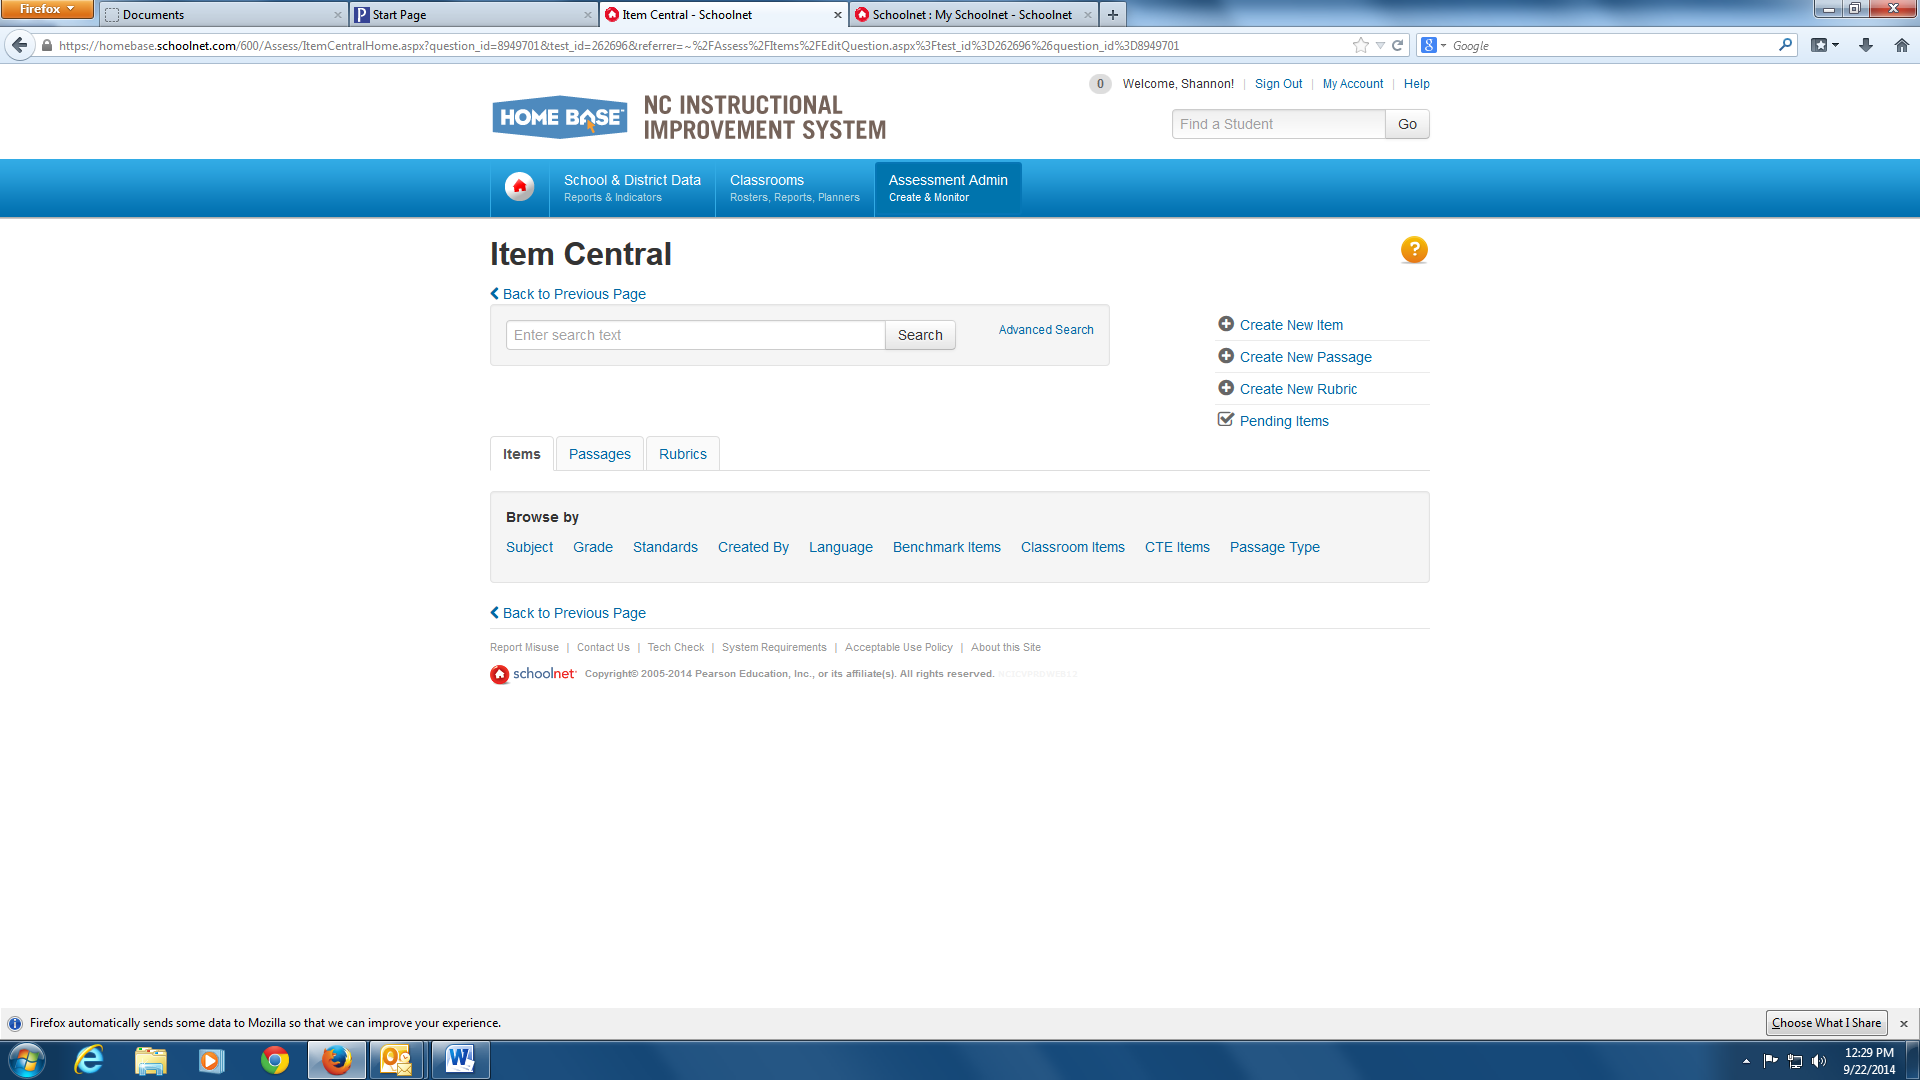 Firefox
Documents
Start Page
Item Central - Schoolnet
Schoolnet : My Schoolnet - Schoolnet
https://homebase.schoolnet.com/600/Assess/ItemCentralHome.aspx?question_id=8949701&test_id=262696&referrer=~%2FAssess%2FItems%2FEditQuestion.aspx%3Ftest_id%3D262696%26question_id%3D8949701
Google
0 Welcome, Shannon! | Sign Out | My Account | Help
HOME BASE
NC INSTRUCTIONAL
IMPROVEMENT SYSTEM
Find a Student
Go
School & District Data
Reports & Indicators
Classrooms
Rosters, Reports, Planners
Assessment Admin
Create & Monitor
Item Central
?
Back to Previous Page
Enter search text
Search
Advanced Search
Create New Item
Create New Passage
Create New Rubric
Pending Items
Items
Passages
Rubrics
Browse by
Subject Grade Standards Created By Language Benchmark Items Classroom Items CTE Items Passage Type
Back to Previous Page
Report Misuse | Contact Us | Tech Check | System Requirements | Acceptable Use Policy | About this Site
schoolnet Copyright© 2005-2014 Pearson Education, Inc., or its affiliate(s). All rights reserved.
Firefox automatically sends some data to Mozilla so that we can improve your experience.
Choose What I Share
12:29 PM
9/22/2014